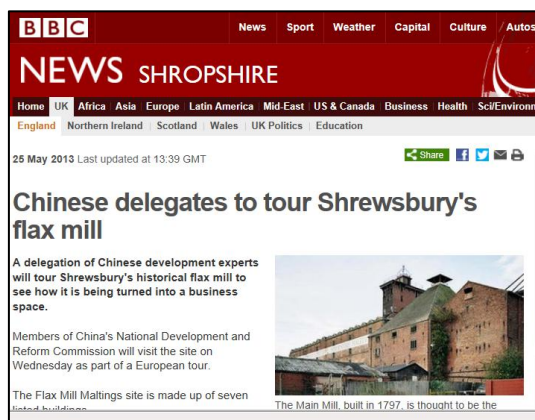 BBC
News Sport Weather Capital Culture Autos
NEWS SHROPSHIRE
Home UK Africa Asia Europe Latin America Mid-East US & Canada Business Health Sci/Environm
England Northern Ireland Scotland Wales UK Politics Education
25 May 2013 Last updated at 13:39 GMT
Share
Chinese delegates to tour Shrewsbury's
flax mill
A delegation of Chinese development experts
will tour Shrewsbury's historical flax mill to
see how it is being turned into a business
space.
Members of China's National Development and
Reform Commission will visit the site on
Wednesday as part of a European tour.
The Flax Mill Maltings site is made up of seven
listed buildings
The Main Mill, built in 1797, is thought to be the